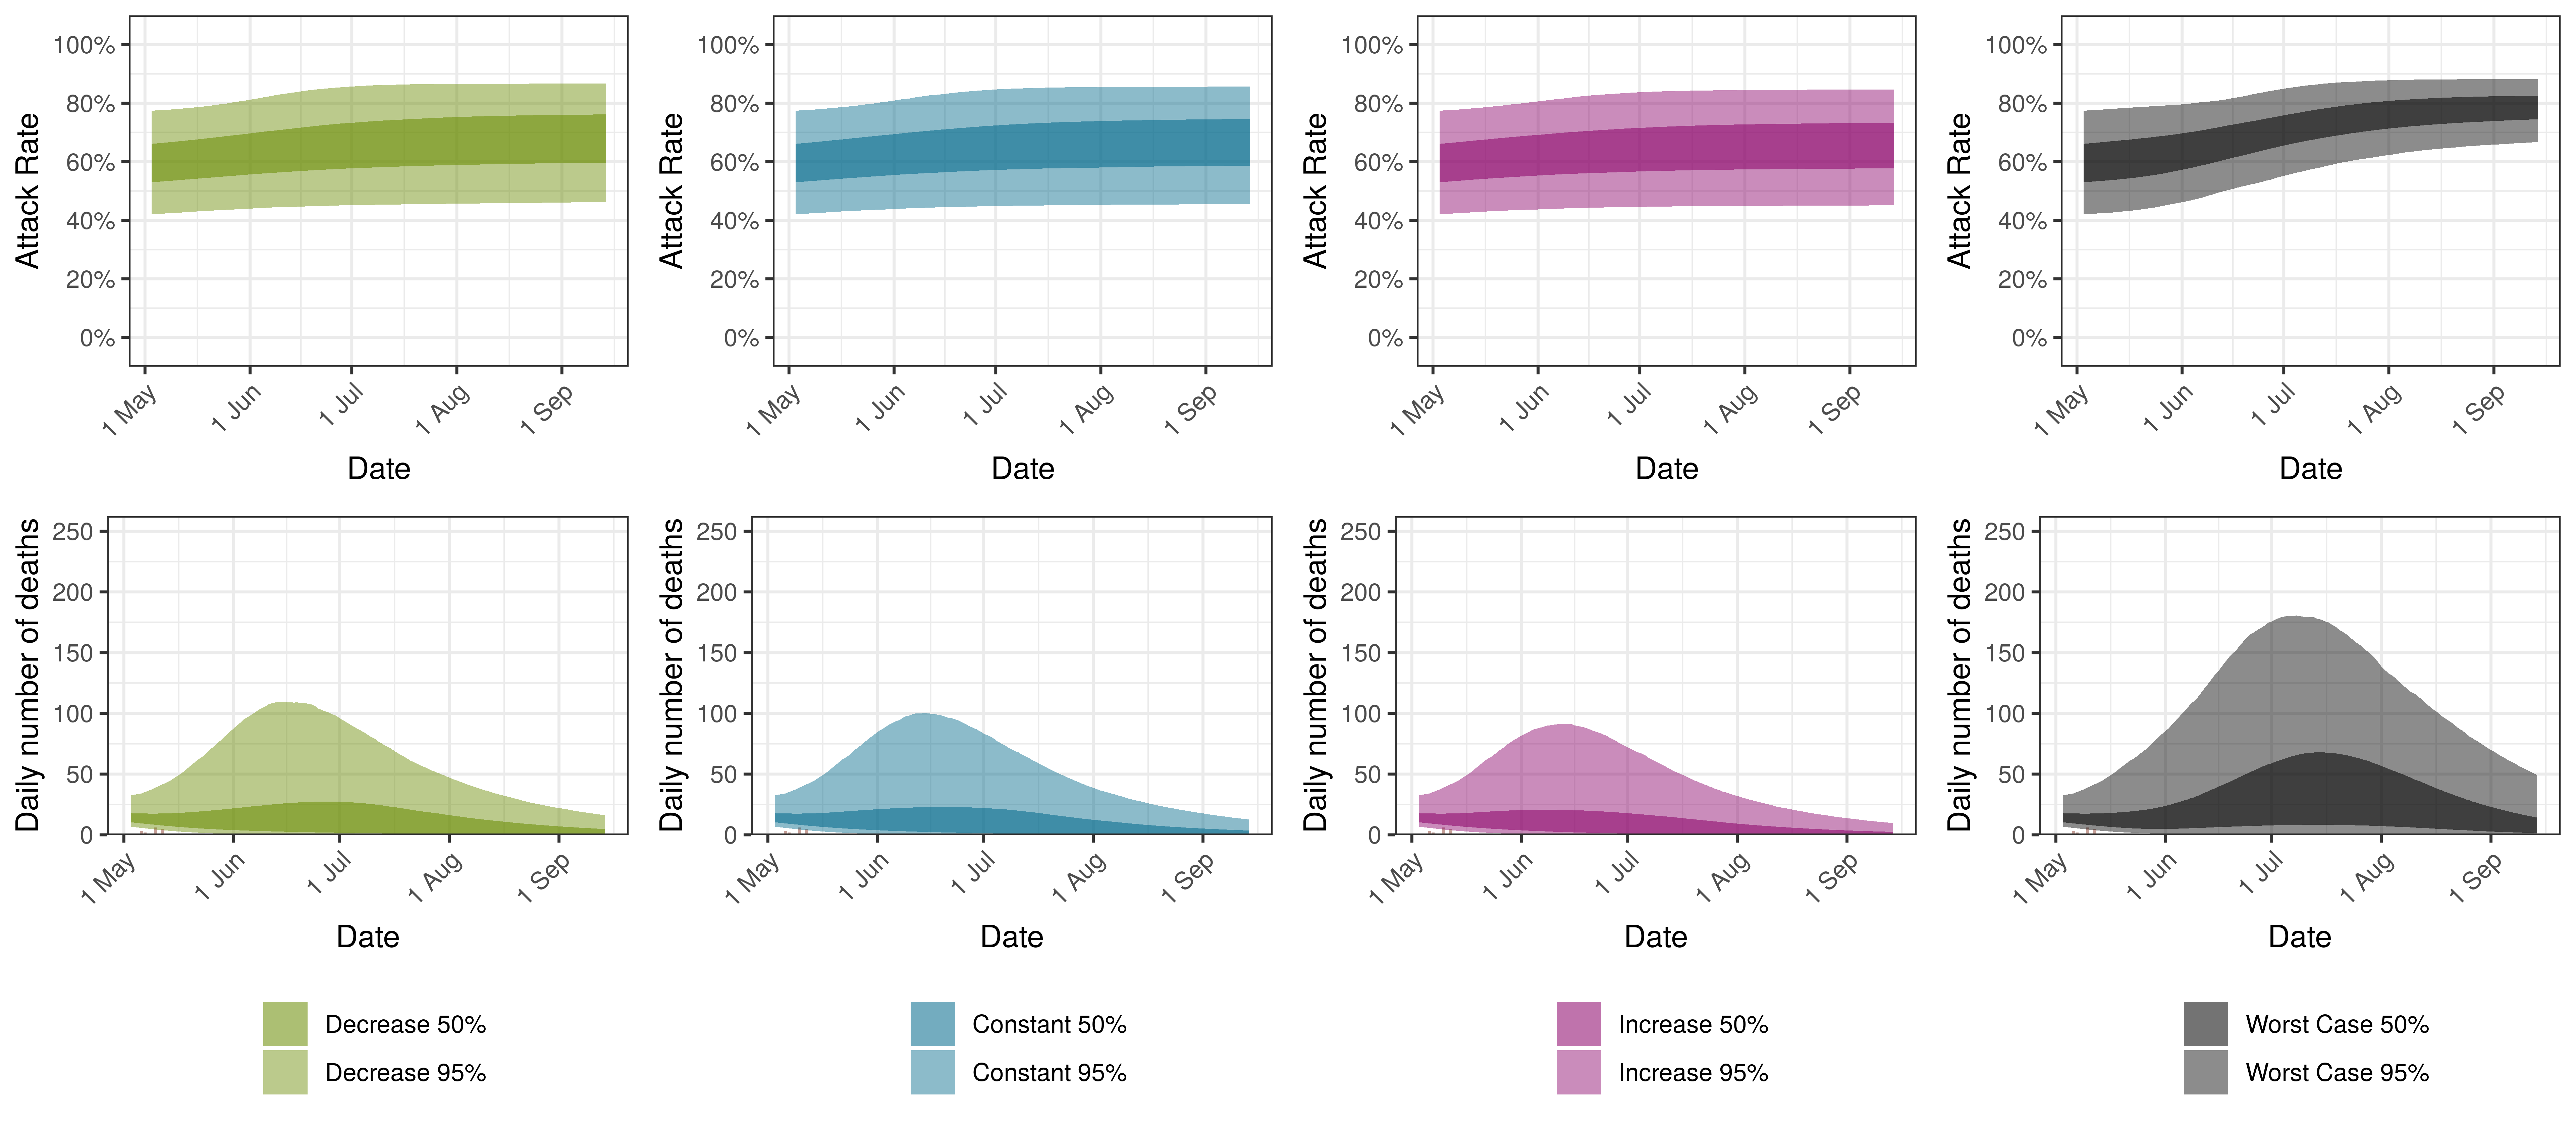 Attack Rate
100%
80%
60%
40%
20%
0%
1 May
1 Jun
1 Jul
1 Aug
1 Sep
Date
Attack Rate
100%
80%
60%
40%
20%
0%
1 May
1 Jun
1 Jul
1 Aug
1 Sep
Date
Attack Rate
100%
80%
60%
40%
20%
0%
1 May
1 Jun
1 Jul
1 Aug
1 Sep
Date
Attack Rate
100%
80%
60%
40%
20%
0%
1 May
1 Jun
1 Jul
1 Aug
1 Sep
Date
Daily number of deaths
250
200
150
100
50
0
1 May
1 Jun
1 Jul
1 Aug
1 Sep
Date
Daily number of deaths
250
200
150
100
50
0
1 May
1 Jun
1 Jul
1 Aug
1 Sep
Date
Daily number of deaths
250
200
150
100
50
0
1 May
1 Jun
1 Jul
1 Aug
1 Sep
Date
Daily number of deaths
250
200
150
100
50
0
1 May
1 Jun
1 Jul
1 Aug
1 Sep
Date
Decrease 50%
Decrease 95%
Constant 50%
Constant 95%
Increase 50%
Increase 95%
Worst Case 50%
Worst Case 95%